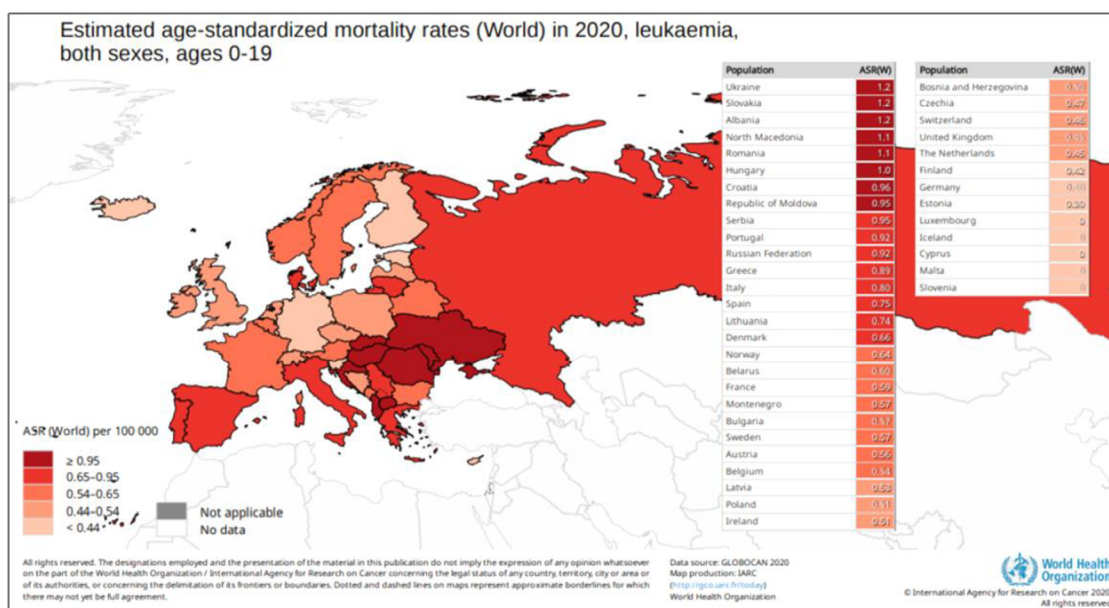 Estimated age-standardized mortality rates (World) in 2020, leukaemia,
both sexes, ages 0-19
Population ASR(W)
Ukraine 1.2
Slovakia 1.2
Albania 1.2
North Macedonia 1.1
Romania 1.1
Hungary 1.0
Croatia 0.96
Republic of Moldova 0.95
Serbia 0.95
Portugal 0.92
Russian Federation 0.92
Greece 0.89
Italy 0.80
Spain 0.75
Lithuania 0.74
Denmark 0.66
Norway 0.64
Belarus 0.60
France 0.59
Montenegro 0.57
Bulgaria 0.57
Sweden 0.57
Austria 0.56
Belgium 0.54
Latvia 0.53
Poland 0.51
Ireland 0.51
Population ASR(W)
Bosnia and Herzegovina
Czechia 0.47
Switzerland 0.46
United Kingdom
The Netherlands 0.45
Finland 0.42
Germany 0.40
Estonia 0.30
Luxembourg 0
Iceland 0
Cyprus 0
Malta 0
Slovenia 0
ASR (World) per 100 000
≥ 0.95
0.65–0.95
0.54–0.65
0.44–0.54
< 0.44
Not applicable
No data
All rights reserved. The designations employed and the presentation of the material in this publication do not imply the expression of any opinion whatsoever
on the part of the World Health Organization / International Agency for Research on Cancer concerning the legal status of any country, territory, city or area or
of its authorities, or concerning the delimitation of its frontiers or boundaries. Dotted and dashed lines on maps represent approximate borderlines for which
there may not yet be full agreement.
Data source: GLOBOCAN 2020
Map production: IARC
(http://gco.iarc.fr/today)
World Health Organization
World Health
Organization
© International Agency for Research on Cancer 2020
All rights reserved